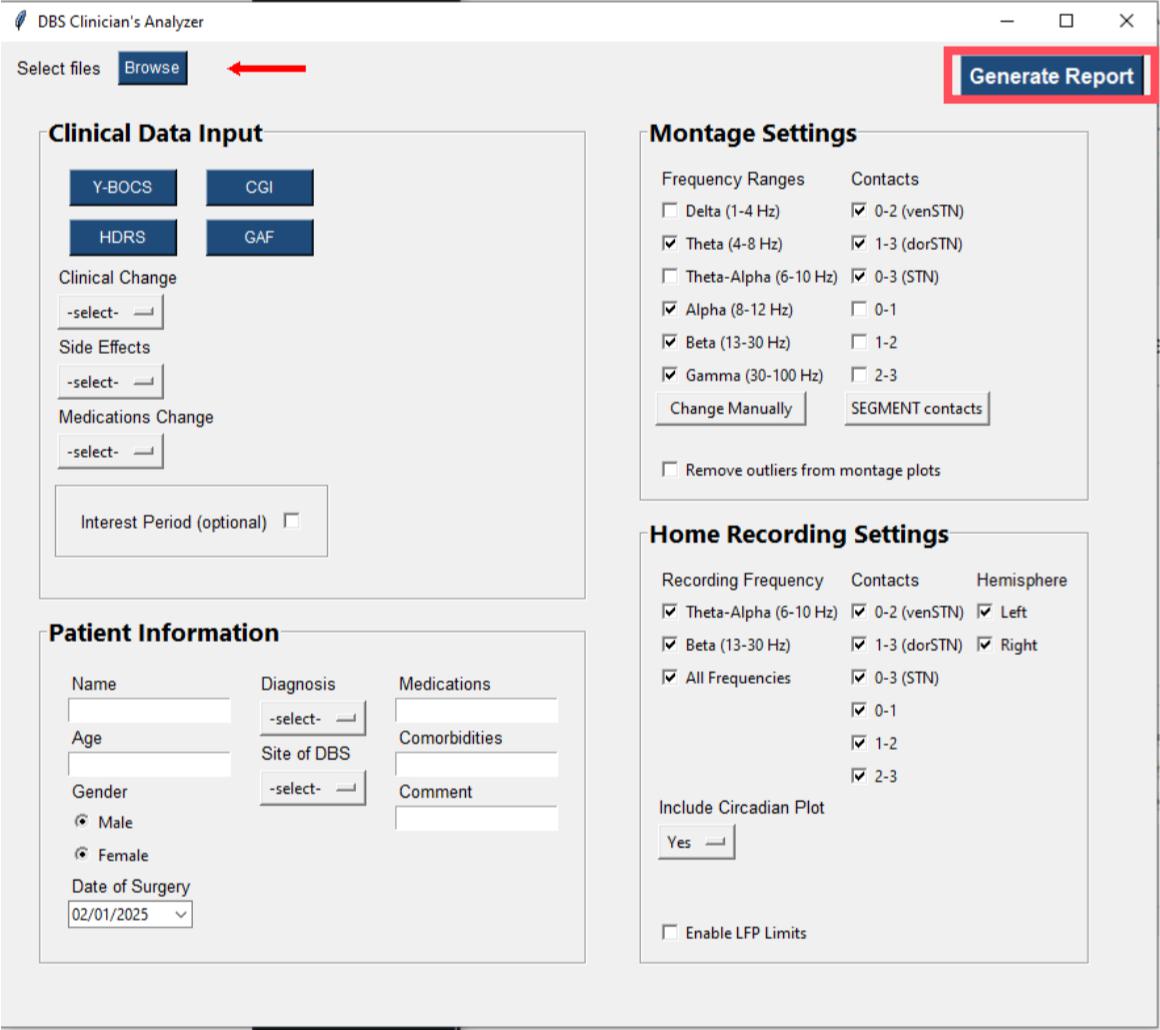 DBS Clinician's Analyzer
Select files Browse
Generate Report
Clinical Data Input
Y-BOCS CGI
HDRS GAF
Clinical Change
-select-
Side Effects
-select-
Medications Change
-select-
Interest Period (optional)
Patient Information
Name Diagnosis Medications
-select-
Age Site of DBS Comorbidities
-select-
Gender Comment
Male
Female
Date of Surgery
02/01/2025
Montage Settings
Frequency Ranges Contacts
Delta (1-4 Hz) 0-2 (venSTN)
Theta (4-8 Hz) 1-3 (dorSTN)
Theta-Alpha (6-10 Hz) 0-3 (STN)
Alpha (8-12 Hz) 0-1
Beta (13-30 Hz) 1-2
Gamma (30-100 Hz) 2-3
Change Manually SEGMENT contacts
Remove outliers from montage plots
Home Recording Settings
Recording Frequency Contacts Hemisphere
Theta-Alpha (6-10 Hz) 0-2 (venSTN) Left
Beta (13-30 Hz) 1-3 (dorSTN) Right
All Frequencies 0-3 (STN)
0-1
1-2
2-3
Include Circadian Plot
Yes
Enable LFP Limits